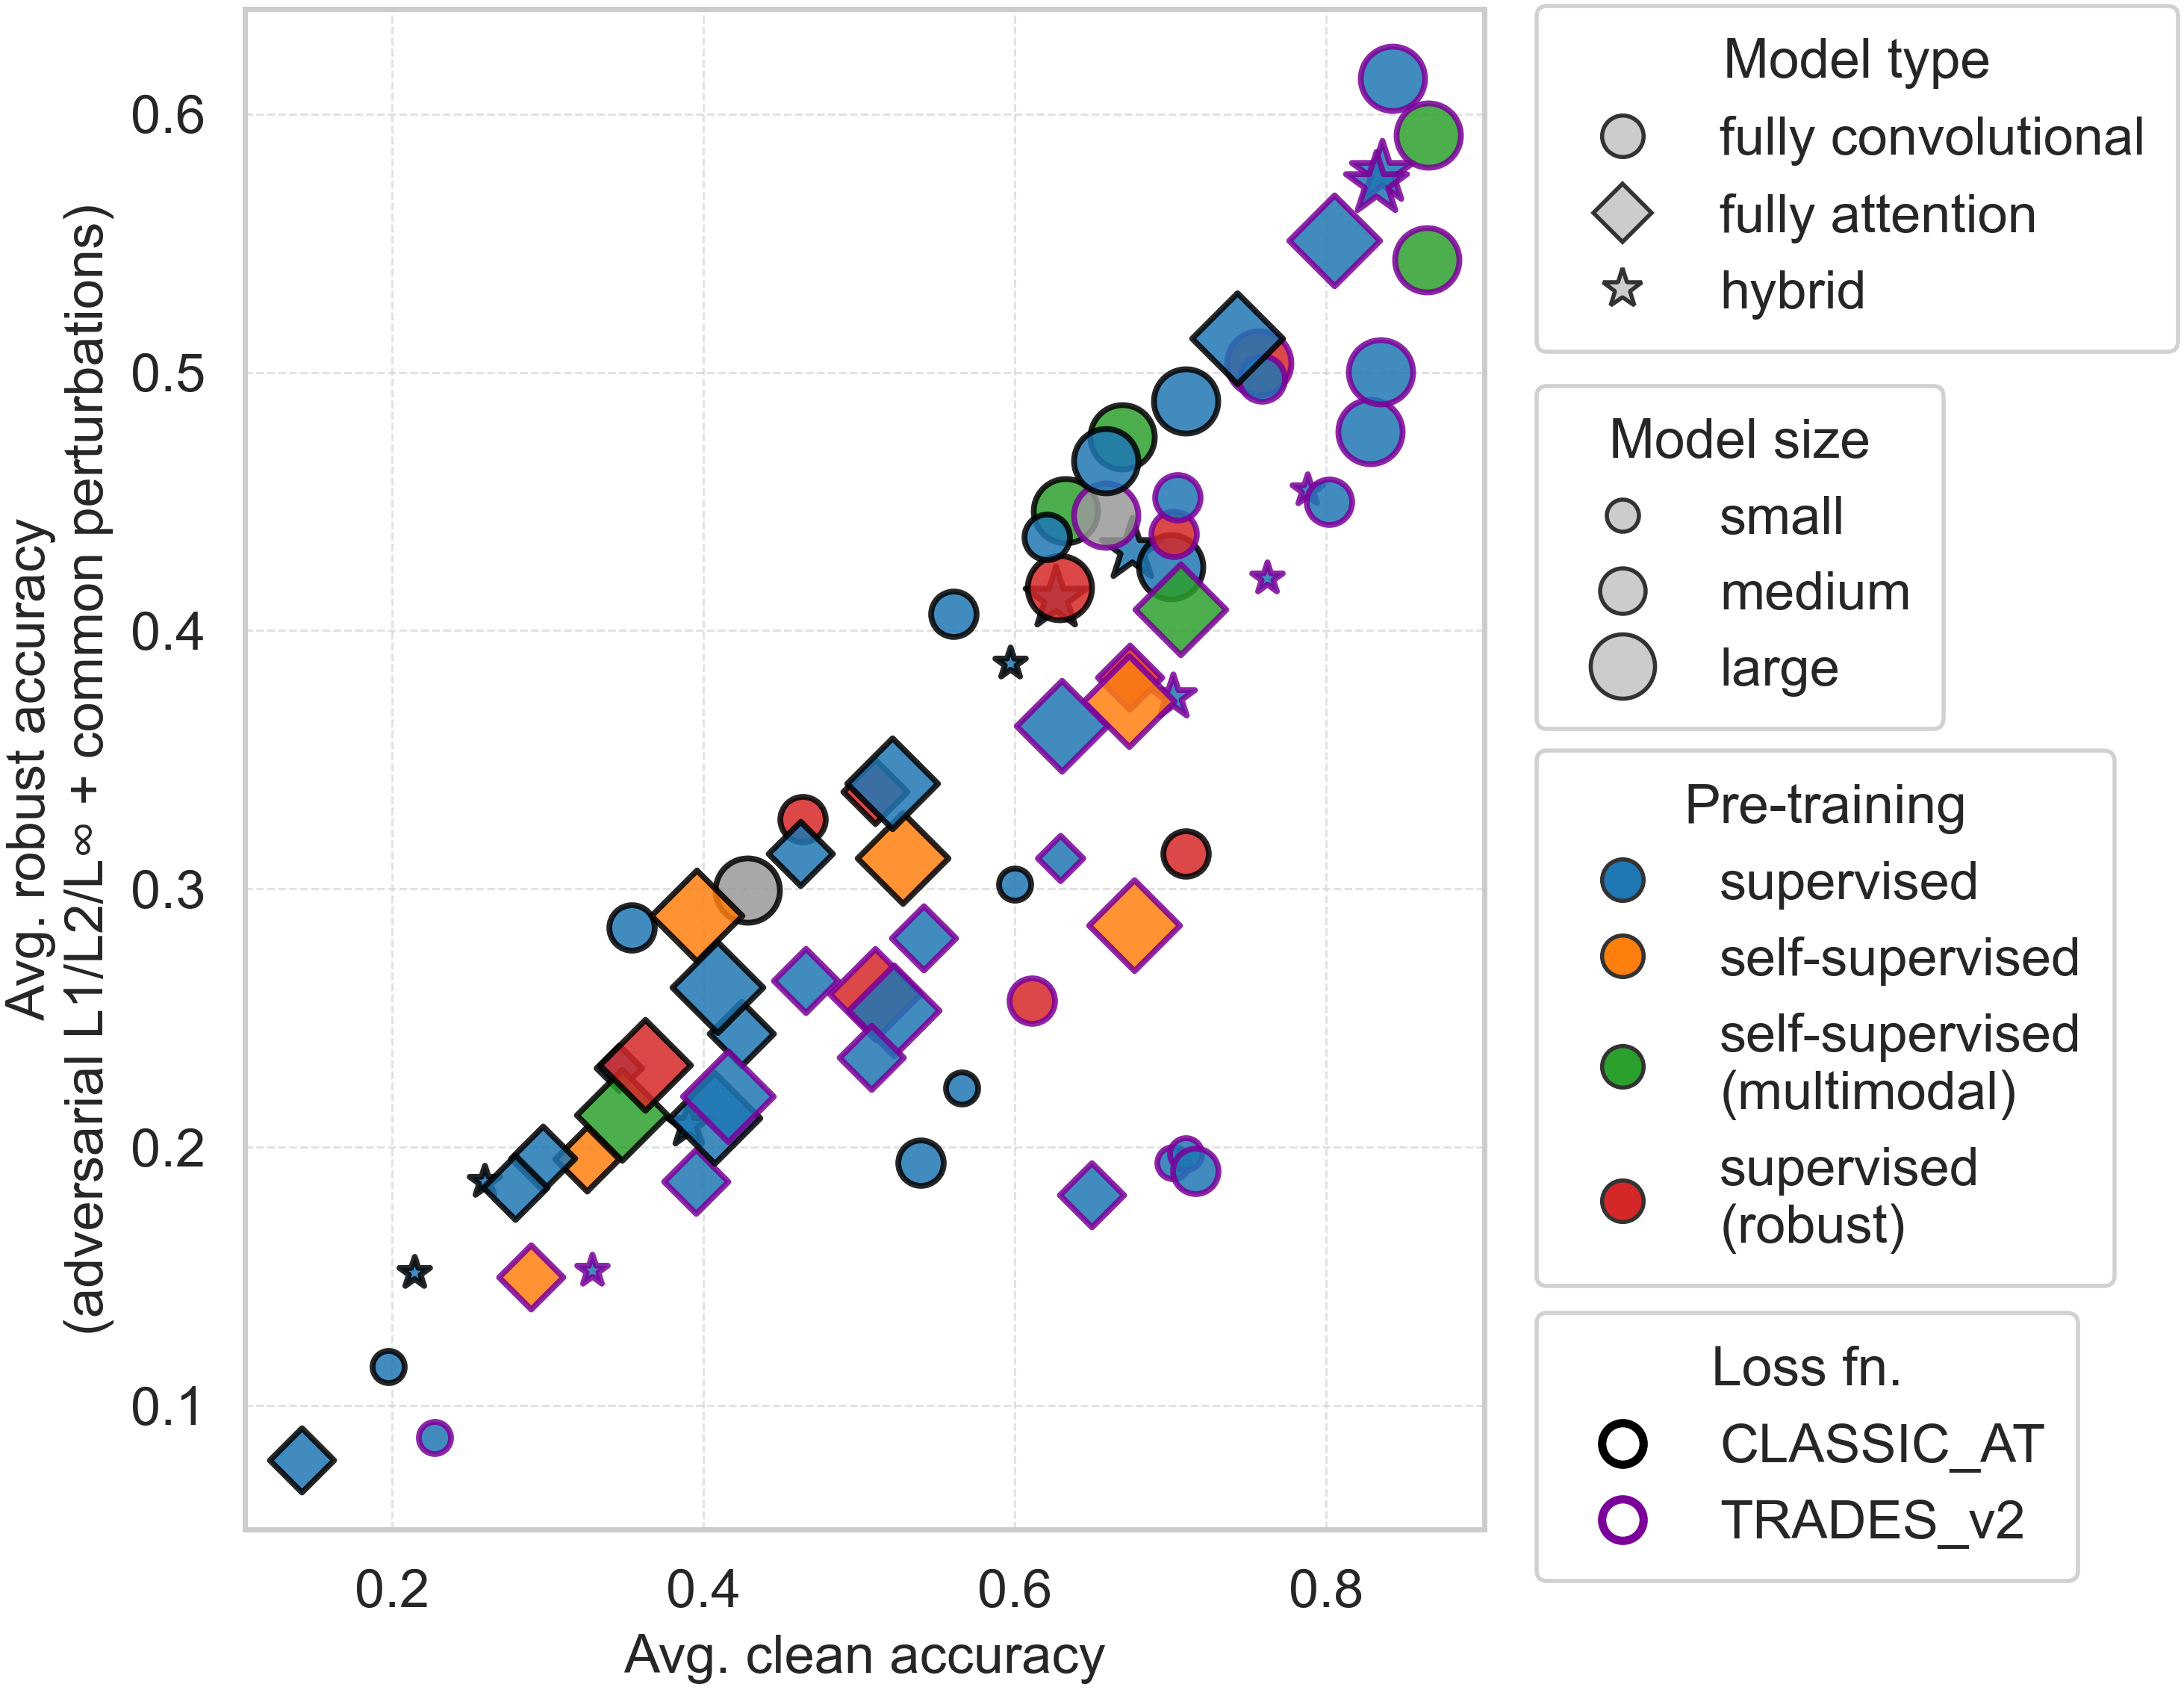 Avg. robust accuracy
(adversarial L1/L2/L∞ + common perturbations)
0.6
0.5
0.4
0.3
0.2
0.1
0.2
0.4
0.6
0.8
Avg. clean accuracy
Model type
fully convolutional
fully attention
hybrid
Model size
small
medium
large
Pre-training
supervised
self-supervised
self-supervised
(multimodal)
supervised
(robust)
Loss fn.
CLASSIC_AT
TRADES_v2